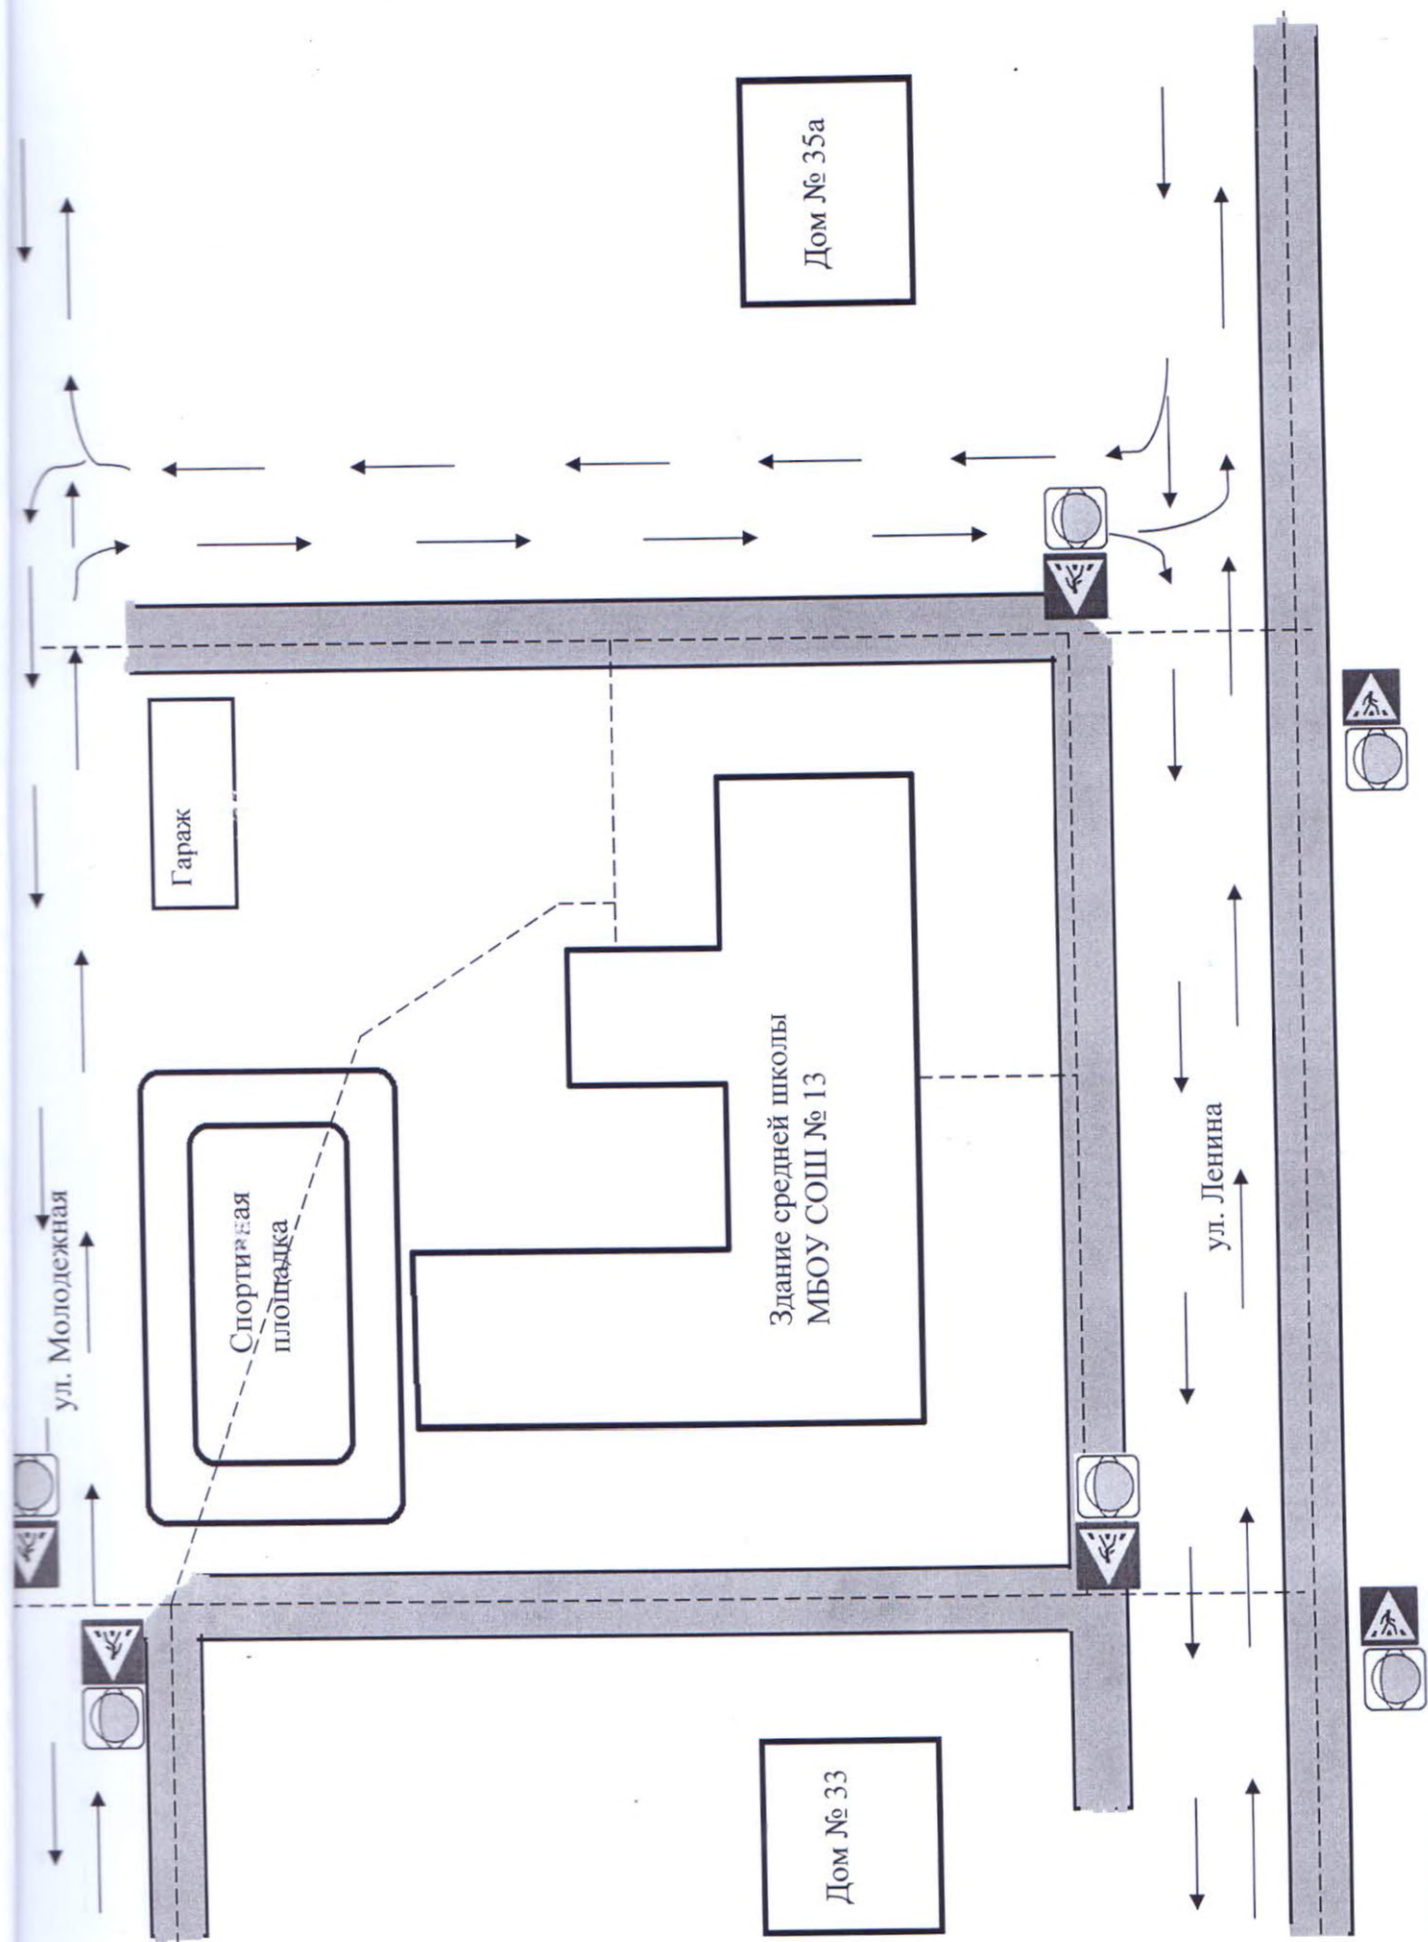 ул. Молодежная
Спортивная
площадка
Гараж
Дом № 33
Здание средней школы
МБОУ СОШ № 13
Дом № 35а
ул. Ленина